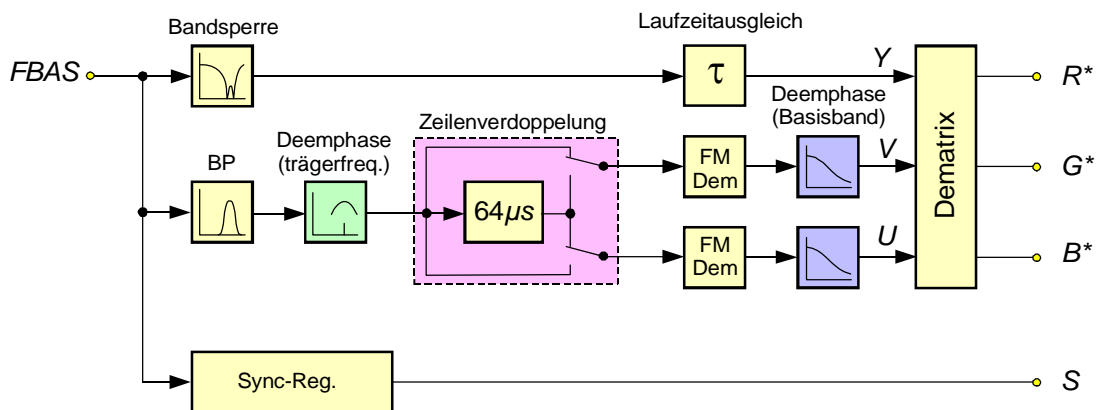 Bandsperre
Laufzeitausgleich
FBAS
τ
Y
R*
Deemphase
(Basisband)
Zeilenverdoppelung
Deemphase
(trägerfreq.)
BP
64µs
FM
Dem
V
G*
Dematrix
FM
Dem
U
B*
Sync-Reg.
S